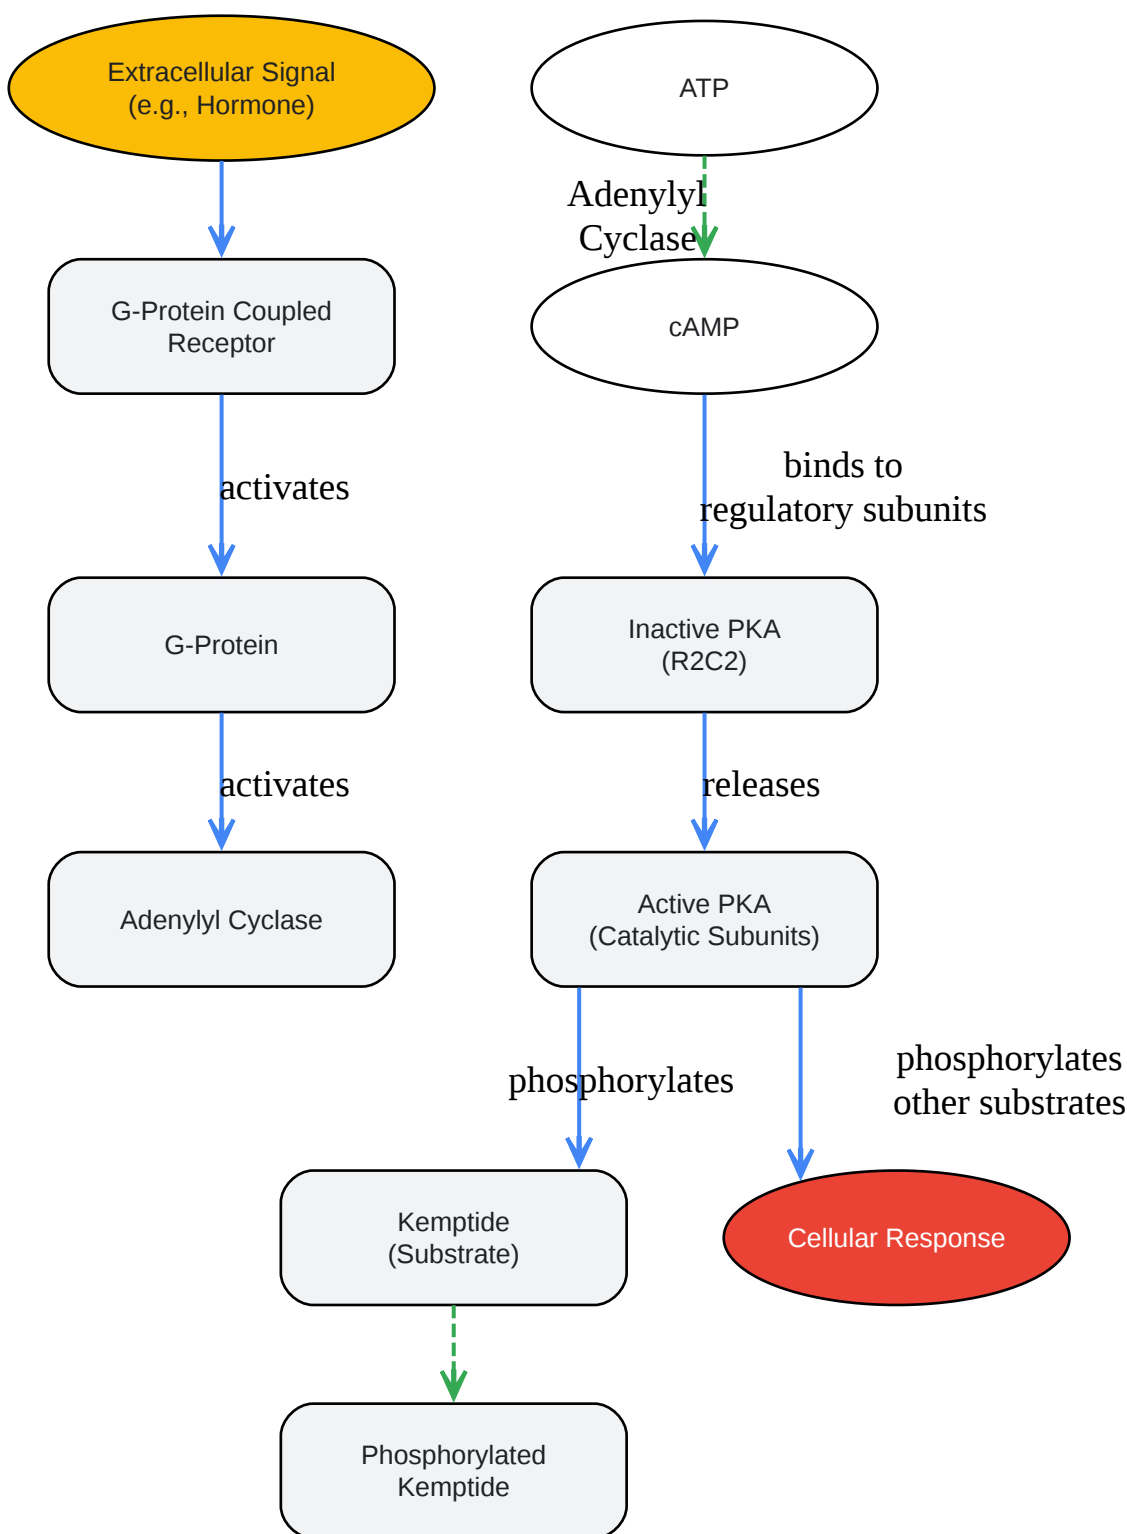 Extracellular Signal
(e.g., Hormone)
ATP
Adenylyl
Cyclase
G-Protein Coupled
Receptor
cAMP
activates
binds to
regulatory subunits
G-Protein
Inactive PKA
(R2C2)
activates
releases
Adenylyl Cyclase
Active PKA
(Catalytic Subunits)
phosphorylates
phosphorylates
other substrates
Kemptide
(Substrate)
Cellular Response
Phosphorylated
Kemptide